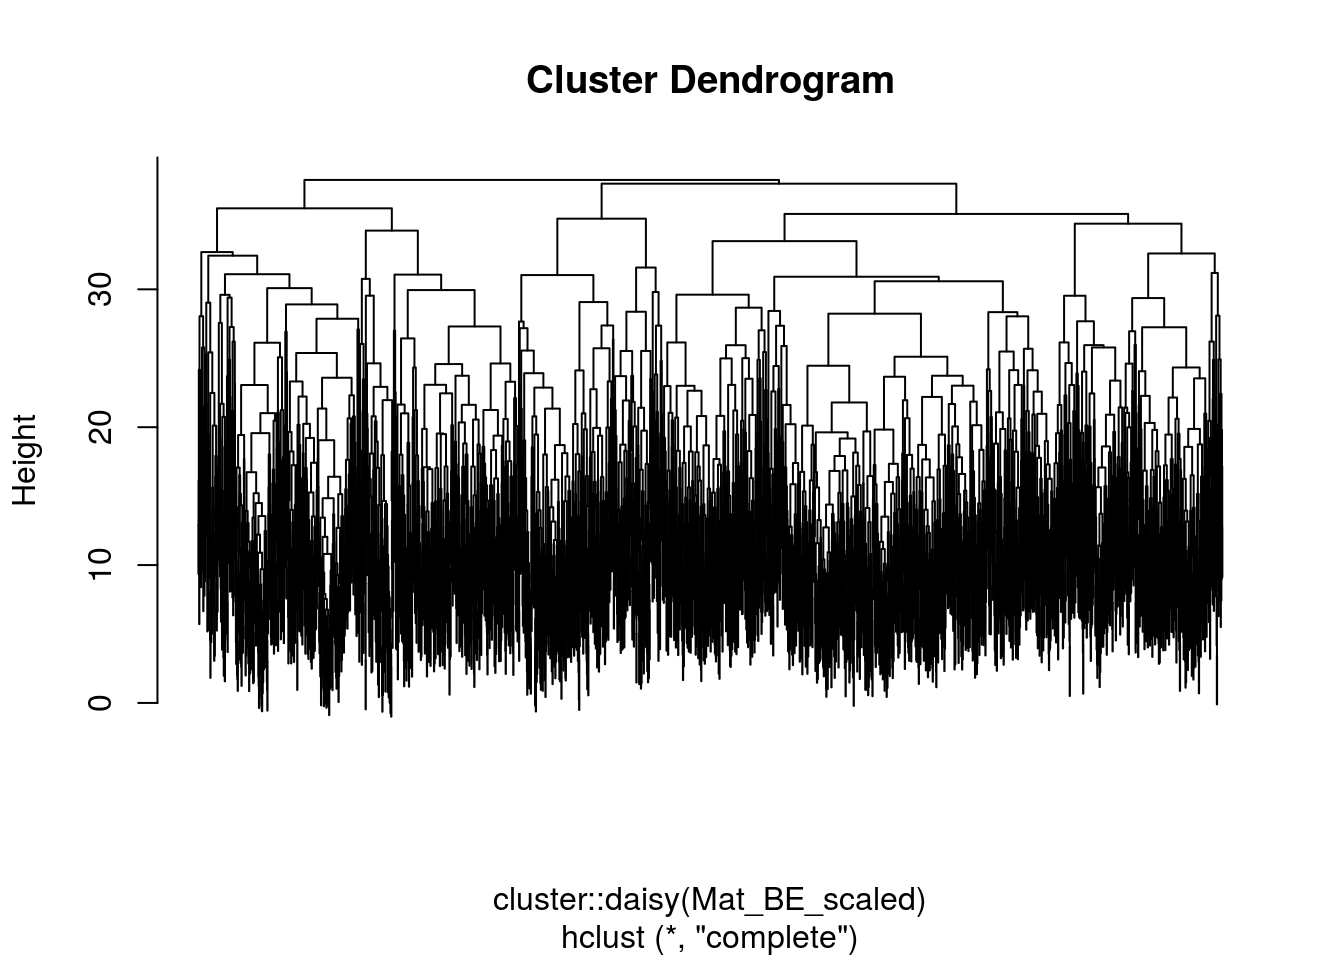 Cluster Dendrogram
Height
30
20
10
0
cluster::daisy(Mat_BE_scaled)
hclust (*, "complete")